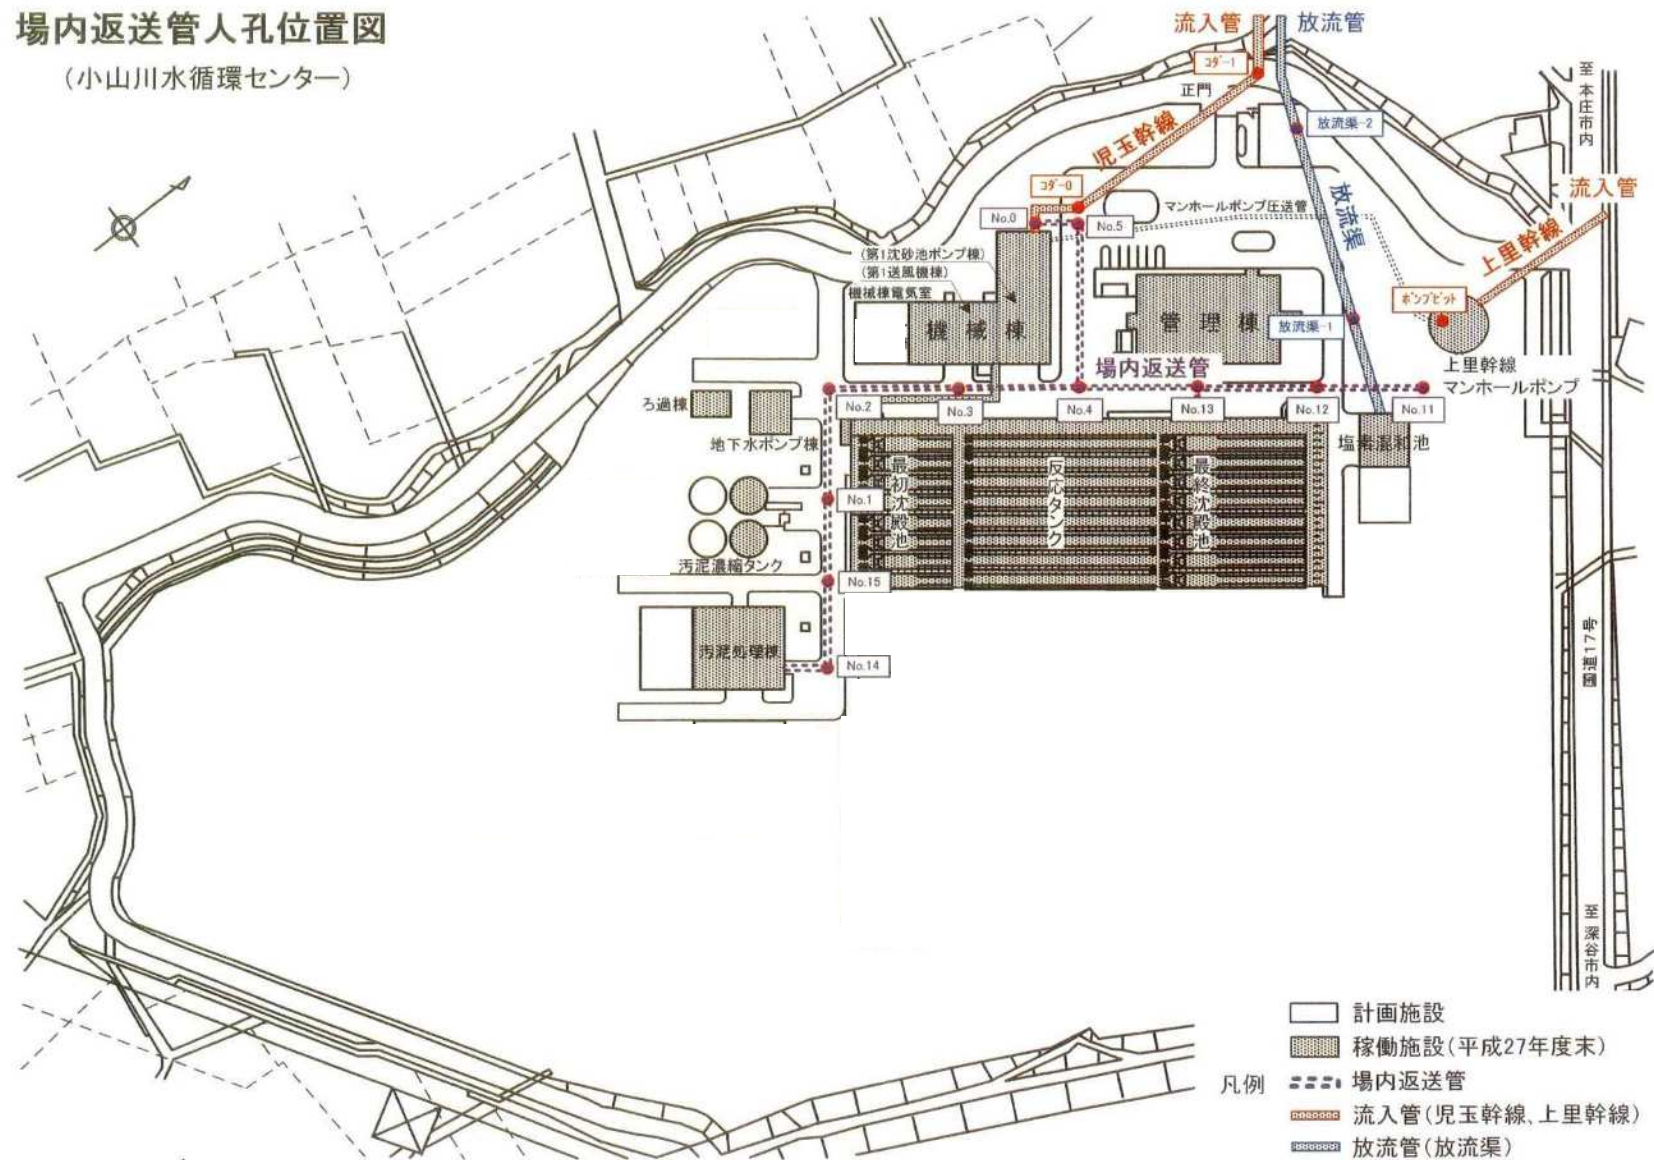 場内返送管人孔位置図
(小山川水循環センター)
流入管
放流管
コダ-1
正門
放流渠-2
至 本庄市内
児玉幹線
コダ-0
流入管
放流渠
マンホールポンプ圧送管
No.0
No.5
上里幹線
(第1沈砂池ポンプ棟)
(第1送風機棟)
機械棟電気室
ポンプピット
機械棟
管理棟
放流渠-1
場内返送管
上里幹線
マンホールポンプ
ろ過棟
No.2
No.3
No.4
No.13
No.12
No.11
地下水ポンプ棟
塩素混和池
最初沈殿池
反応タンク
最終沈殿池
No.1
汚泥濃縮タンク
No.15
国道17号
汚泥処理棟
No.14
至 深谷市内
計画施設
稼働施設(平成27年度末)
凡例
場内返送管
流入管(児玉幹線、上里幹線)
放流管(放流渠)